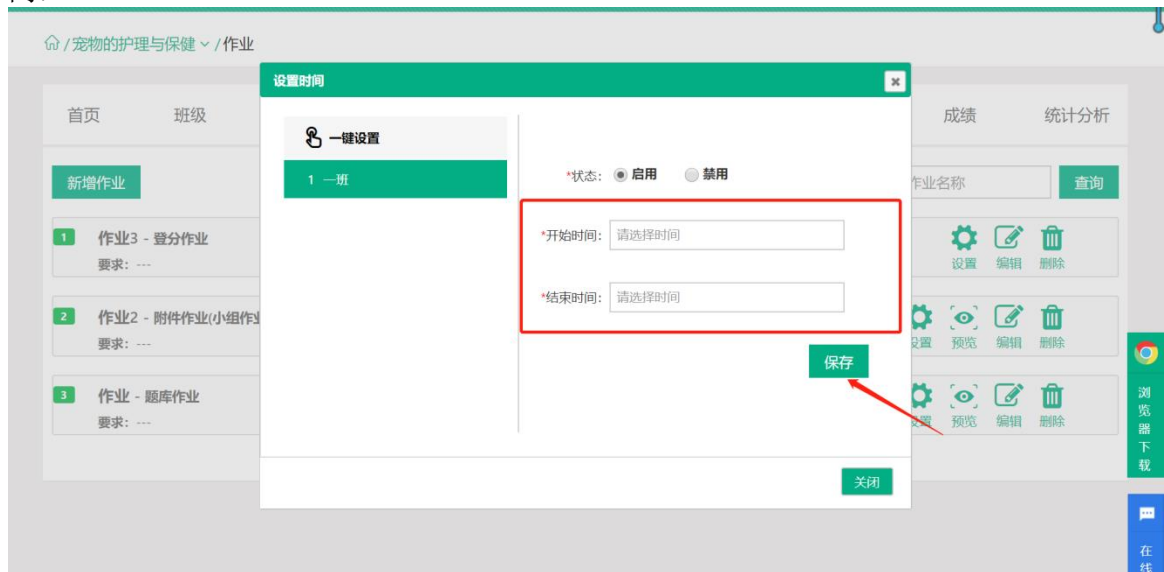 /宠物的护理与保健 /作业
设置时间
首页
班级
成绩
统计分析
一键设置
1 一班
*状态: 启用 禁用
新增作业
作业名称
查询
*开始时间: 请选择时间
*结束时间: 请选择时间
保存
关闭
1 作业3 - 登分作业
要求: ---
设置 编辑 删除
2 作业2 - 附件作业(小组作业
要求: ---
设置 预览 编辑 删除
3 作业 - 题库作业
要求: ---
设置 预览 编辑 删除
浏览器下载
在线